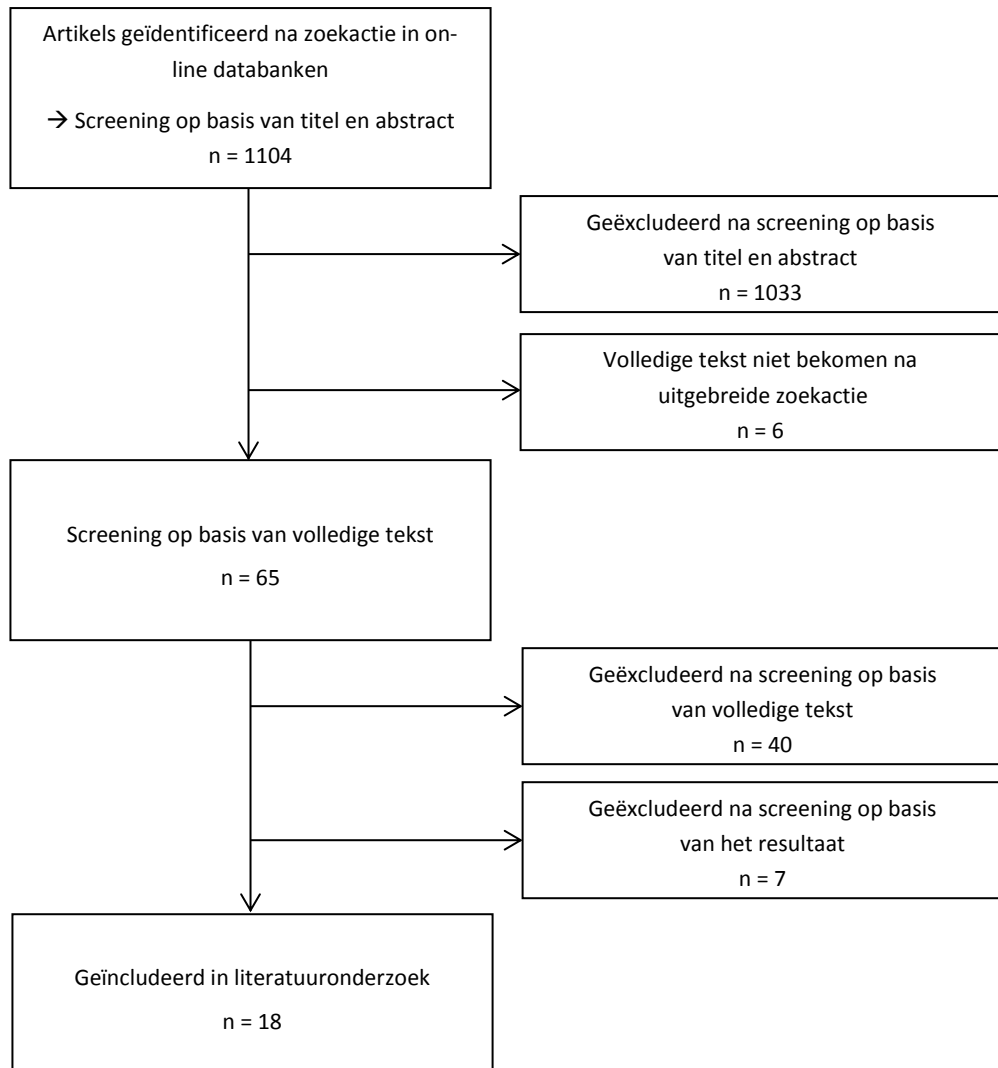 Artikels geïdentificeerd na zoekactie in on-
line databanken
→ Screening op basis van titel en abstract
n = 1104
Geëxcludeerd na screening op basis
van titel en abstract
n = 1033
Volledige tekst niet bekomen na
uitgebreide zoekactie
n = 6
Screening op basis van volledige tekst
n = 65
Geëxcludeerd na screening op basis
van volledige tekst
n = 40
Geëxcludeerd na screening op basis
van het resultaat
n = 7
Geïncludeerd in literatuuronderzoek
n = 18